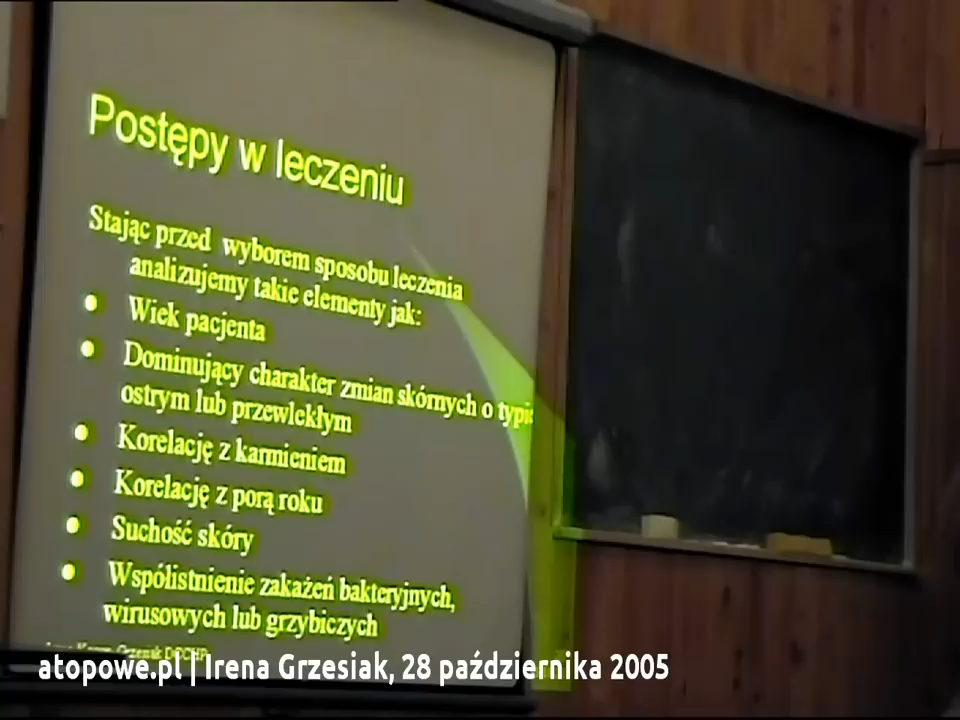 Postępy w leczeniu
Stając przed wyborem sposobu leczenia
analizujemy takie elementy jak:
• Wiek pacjenta
• Dominujący charakter zmian skórnych o
ostrym lub przewlekłym
• Korelację z karmieniem
• Korelację z porą roku
• Suchość skóry
• Współistnienie zakażeń bakteryjnych,
wirusowych lub grzybiczych
atopowe.pl | Irena Grzesiak, 28 października 2005